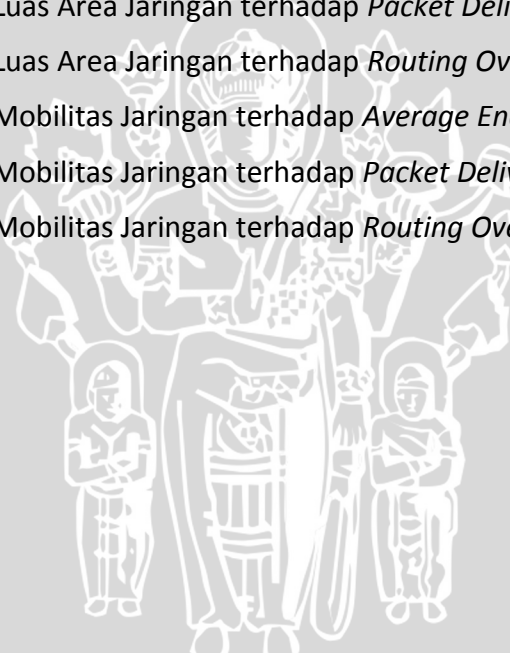 Luas Area Jaringan terhadap Packet Deli
Luas Area Jaringan terhadap Routing Ov
Mobilitas Jaringan terhadap Average En
Mobilitas Jaringan terhadap Packet Deliv
Mobilitas Jaringan terhadap Routing Ove